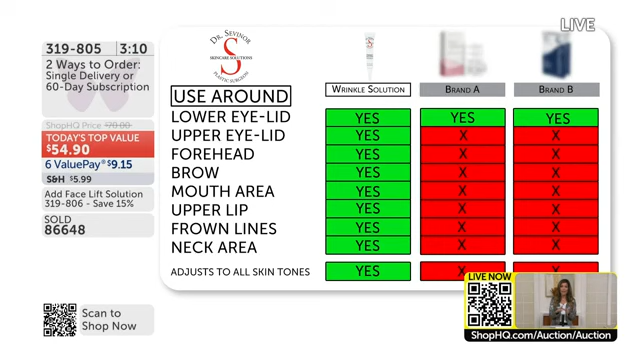 LIVE
319-805 3:10
2 Ways to Order:
Single Delivery or
60-Day Subscription
ShopHQ Price $70.00
TODAY'S TOP VALUE
$54.90
6 ValuePay® $9.15
S&H $5.99
Add Face Lift Solution
319-806 - Save 15%
SOLD
86648
Scan to
Shop Now
DR. SEVINOR
SKINCARE SOLUTIONS
S
PLASTIC SURGEON
WRINKLE SOLUTION BRAND A BRAND B
USE AROUND
LOWER EYE-LID YES YES YES
UPPER EYE-LID YES X X
FOREHEAD YES X X
BROW YES X X
MOUTH AREA YES X X
UPPER LIP YES X X
FROWN LINES YES X X
NECK AREA YES X X
ADJUSTS TO ALL SKIN TONES YES X X
LIVE NOW
ShopHQ.com/Auction/Auction